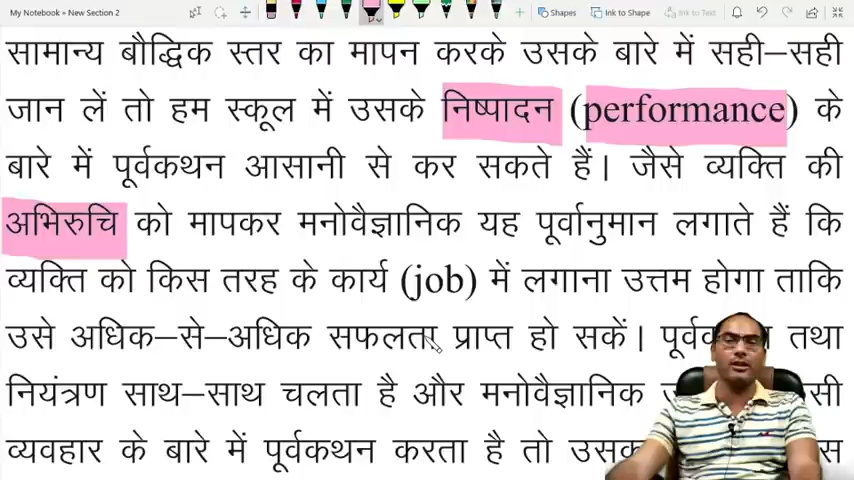 My Notebook » New Section 2
Shapes
Ink to Shape
Ink to Text
सामान्य बौद्धिक स्तर का मापन करके उसके बारे में सही–सही
जान लें तो हम स्कूल में उसके निष्पादन (performance) के
बारे में पूर्वकथन आसानी से कर सकते हैं। जैसे व्यक्ति की
अभिरुचि को मापकर मनोवैज्ञानिक यह पूर्वानुमान लगाते हैं कि
व्यक्ति को किस तरह के कार्य (job) में लगाना उत्तम होगा ताकि
उसे अधिक–से–अधिक सफलता प्राप्त हो सकें। तथा
नियंत्रण साथ–साथ चलता है और मनोवैज्ञानिक
व्यवहार के बारे में पूर्वकथन करता है तो